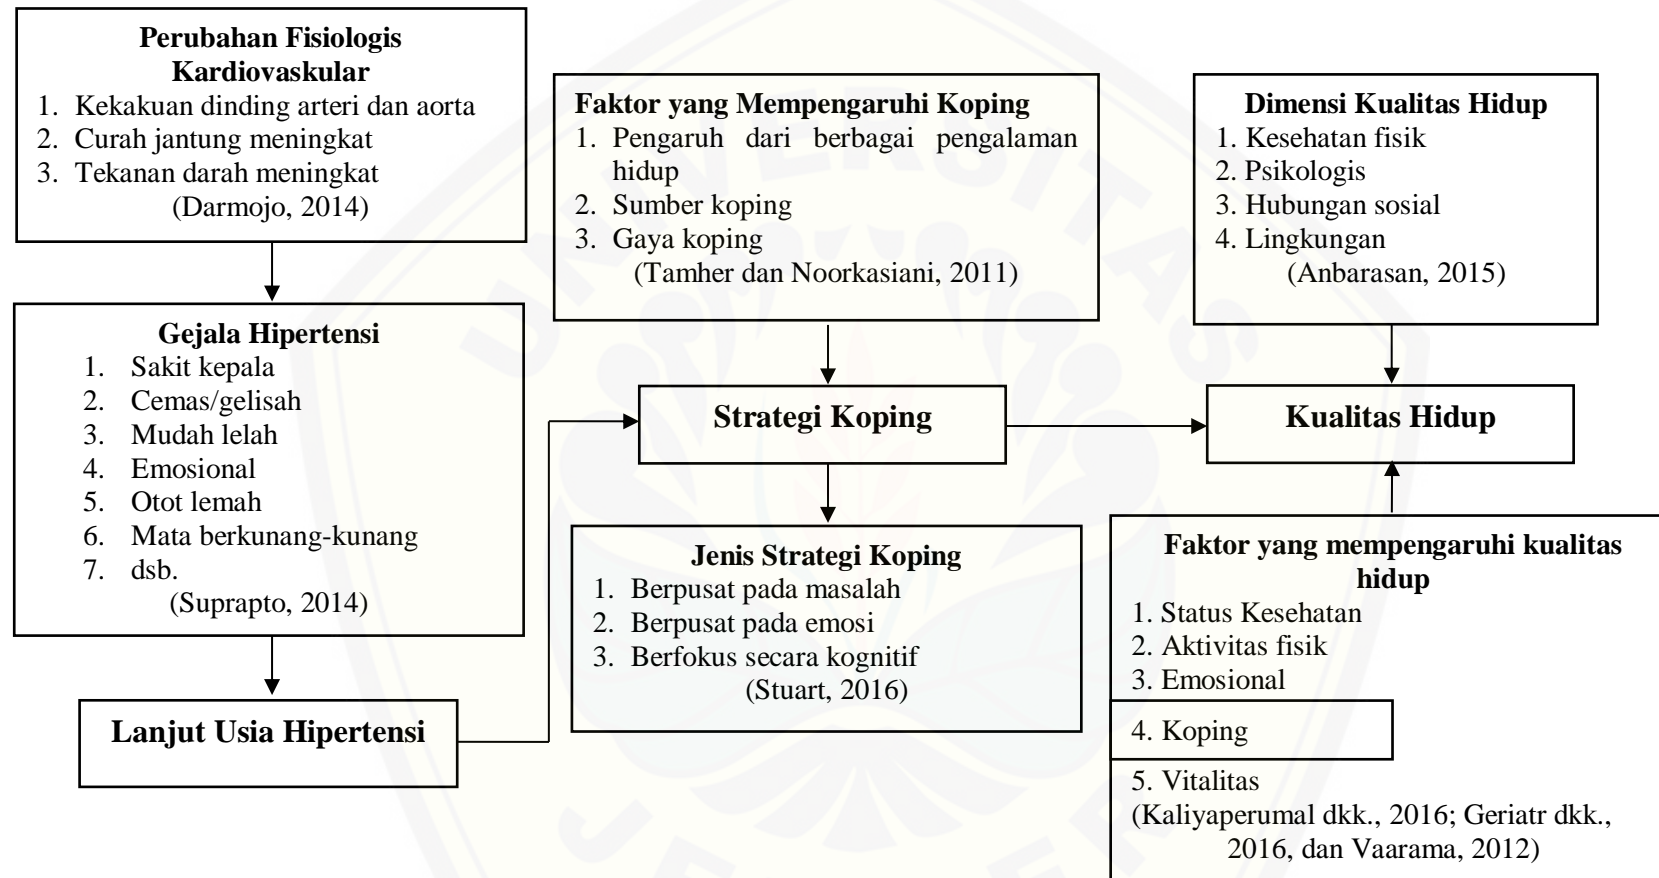 Perubahan Fisiologis
Kardiovaskular
1. Kekakuan dinding arteri dan aorta
2. Curah jantung meningkat
3. Tekanan darah meningkat
(Darmojo, 2014)
Gejala Hipertensi
1. Sakit kepala
2. Cemas/gelisah
3. Mudah lelah
4. Emosional
5. Otot lemah
6. Mata berkunang-kunang
7. dsb.
(Suprapto, 2014)
Lanjut Usia Hipertensi
Faktor yang Mempengaruhi Koping
1. Pengaruh dari berbagai pengalaman
hidup
2. Sumber koping
3. Gaya koping
(Tamher dan Noorkasiani, 2011)
Strategi Koping
Jenis Strategi Koping
1. Berpusat pada masalah
2. Berpusat pada emosi
3. Berfokus secara kognitif
(Stuart, 2016)
Dimensi Kualitas Hidup
1. Kesehatan fisik
2. Psikologis
3. Hubungan sosial
4. Lingkungan
(Anbarasan, 2015)
Kualitas Hidup
Faktor yang mempengaruhi kualitas
hidup
1. Status Kesehatan
2. Aktivitas fisik
3. Emosional
4. Koping
5. Vitalitas
(Kaliyaperumal dkk., 2016; Geriatr dkk.,
2016, dan Vaarama, 2012)
UNIVERSITAS